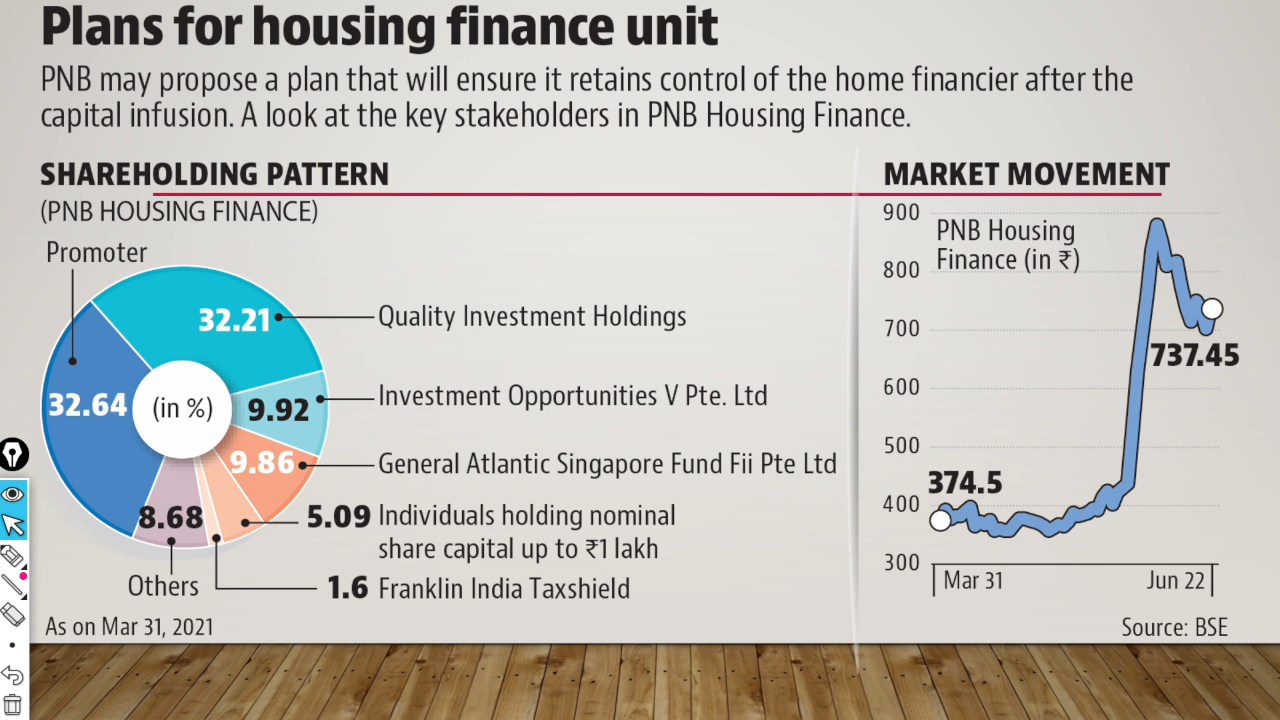 Plans for housing finance unit
PNB may propose a plan that will ensure it retains control of the home financier after the
capital infusion. A look at the key stakeholders in PNB Housing Finance.
SHAREHOLDING PATTERN
(PNB HOUSING FINANCE)
Promoter
32.21
Quality Investment Holdings
32.64
(in %)
9.92
Investment Opportunities V Pte. Ltd
9.86
General Atlantic Singapore Fund Fii Pte Ltd
8.68
5.09 Individuals holding nominal
share capital up to ₹1 lakh
Others
1.6 Franklin India Taxshield
As on Mar 31, 2021
MARKET MOVEMENT
900
PNB Housing
Finance (in ₹)
800
700
737.45
600
500
374.5
400
300
Mar 31
Jun 22
Source: BSE